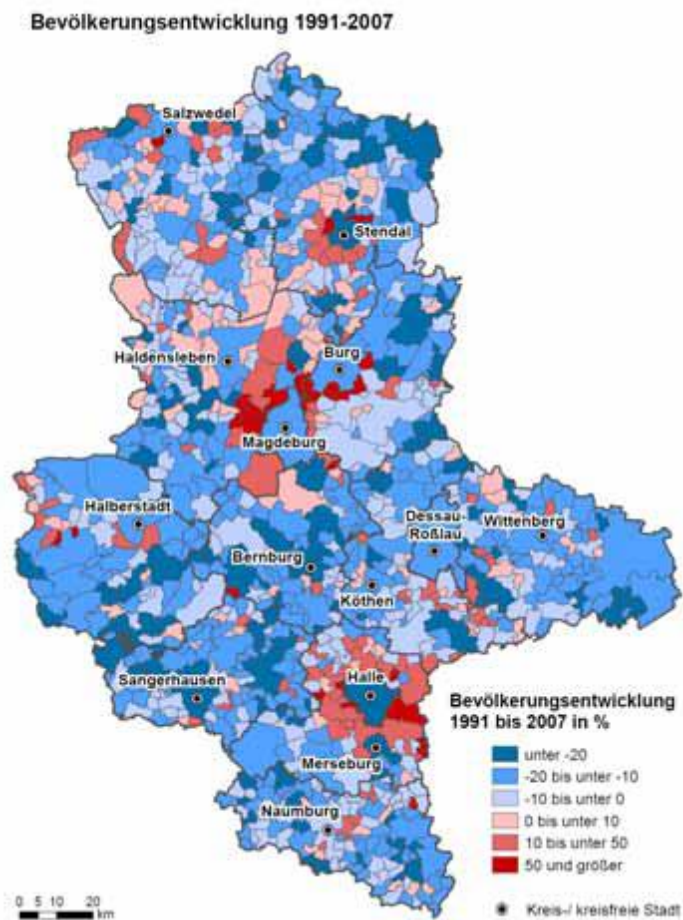 Bevölkerungsentwicklung 1991-2007
Salzwedel
Stendal
Haldensleben
Burg
Magdeburg
Halberstadt
Dessau-
Roßlau
Wittenberg
Bernburg
Köthen
Sangerhausen
Halle
Merseburg
Naumburg
Bevölkerungsentwicklung
1991 bis 2007 in %
unter -20
-20 bis unter -10
-10 bis unter 0
0 bis unter 10
10 bis unter 50
50 und größer
Kreis-/ kreisfreie Stadt
0 5 10 20
km